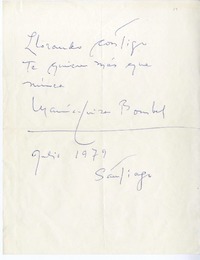 Llorando contigo
Te quiero más que
nunca
María Luisa Bombal
Julio 1979
Santiago